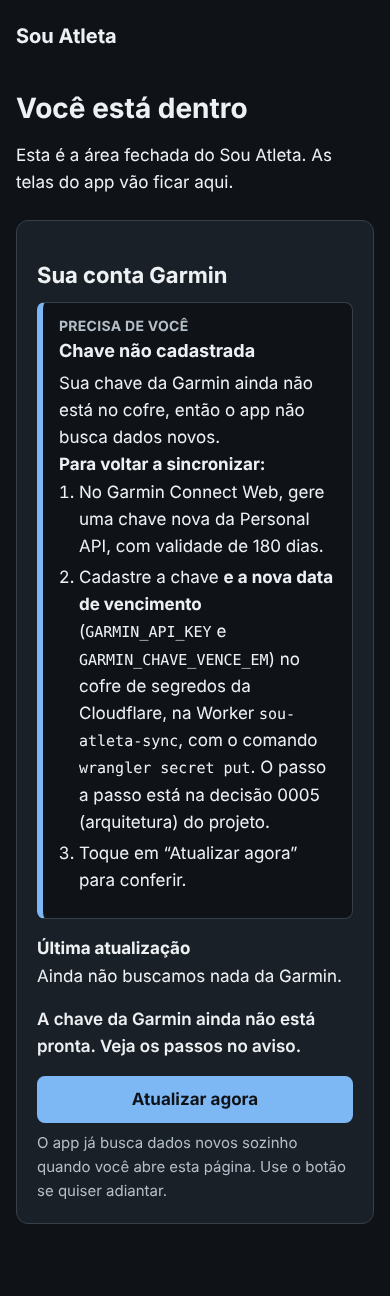 Sou Atleta
Você está dentro
Esta é a área fechada do Sou Atleta. As
telas do app vão ficar aqui.
Sua conta Garmin
PRECISA DE VOCÊ
Chave não cadastrada
Sua chave da Garmin ainda não
está no cofre, então o app não
busca dados novos.
Para voltar a sincronizar:
1. No Garmin Connect Web, gere
uma chave nova da Personal
API, com validade de 180 dias.
2. Cadastre a chave e a nova data
de vencimento
(GARMIN_API_KEY e
GARMIN_CHAVE_VENCE_EM) no
cofre de segredos da
Cloudflare, na Worker sou-
atleta-sync, com o comando
wrangler secret put. O passo
a passo está na decisão 0005
(arquitetura) do projeto.
3. Toque em “Atualizar agora”
para conferir.
Última atualização
Ainda não buscamos nada da Garmin.
A chave da Garmin ainda não está
pronta. Veja os passos no aviso.
Atualizar agora
O app já busca dados novos sozinho
quando você abre esta página. Use o botão
se quiser adiantar.